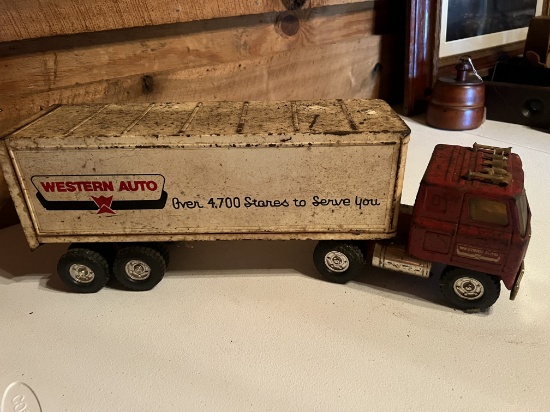 WESTERN AUTO
Over 4,700 Stores to Serve You